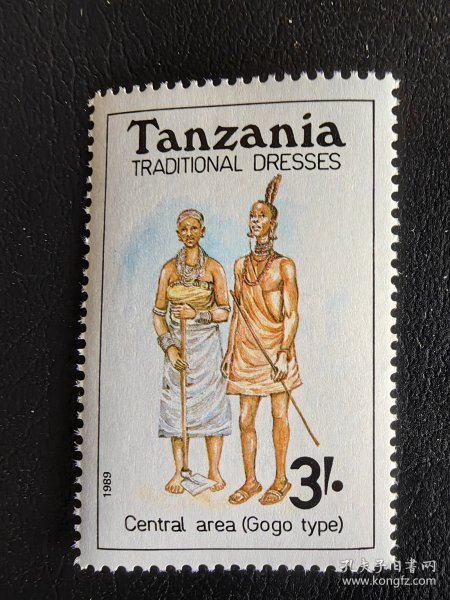 Tanzania
TRADITIONAL DRESSES
1989
3/.
Central area (Gogo type)
孔夫子旧书网
www.kongfz.com